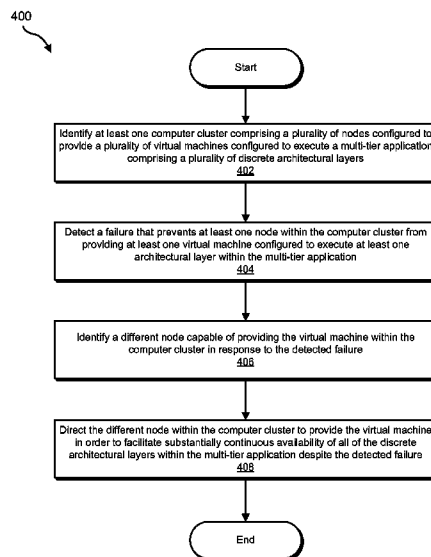 400
Start
Identify at least one computer cluster comprising a plurality of nodes configured to
provide a plurality of virtual machines configured to execute a multi-tier application
comprising a plurality of discrete architectural layers
402
Detect a failure that prevents at least one node within the computer cluster from
providing at least one virtual machine configured to execute at least one
architectural layer within the multi-tier application
404
Identify a different node capable of providing the virtual machine within the
computer cluster in response to the detected failure
406
Direct the different node within the computer cluster to provide the virtual machine
in order to facilitate substantially continuous availability of all of the discrete
architectural layers within the multi-tier application despite the detected failure
408
End